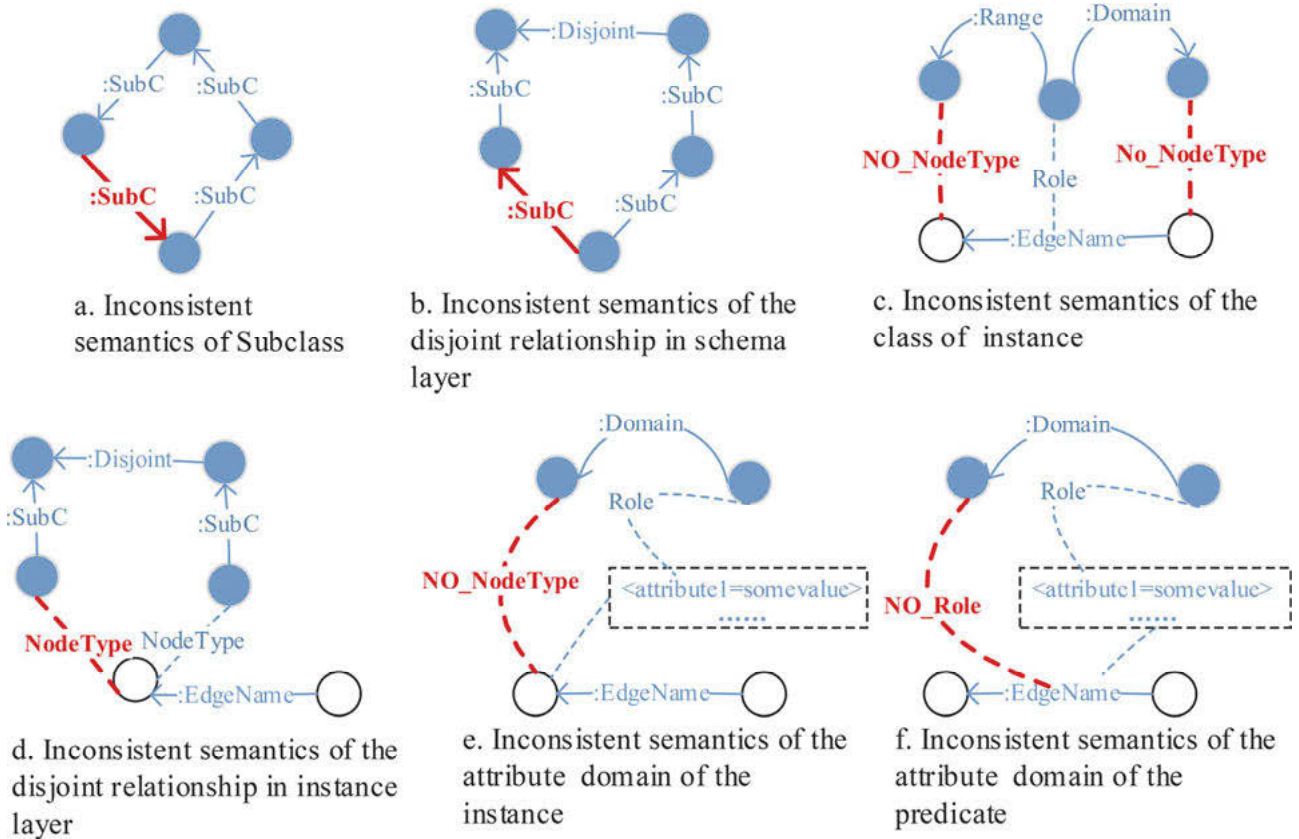 :SubC
:SubC
:SubC
:SubC
a. Inconsistent
semantics of Subclass
:Disjoint
:SubC
:SubC
:SubC
:SubC
b. Inconsistent semantics of the
disjoint relationship in schema
layer
:Range
:Domain
NO_NodeType
No_NodeType
Role
:EdgeName
c. Inconsistent semantics of the
class of instance
:Disjoint
:SubC
:SubC
NodeType
NodeType
:EdgeName
d. Inconsistent semantics of the
disjoint relationship in instance
layer
:Domain
Role
NO_NodeType
<attribute1=somevalue>
......
:EdgeName
e. Inconsistent semantics of the
attribute domain of the
instance
:Domain
Role
NO_Role
<attribute1=somevalue>
......
:EdgeName
f. Inconsistent semantics of the
attribute domain of the
predicate